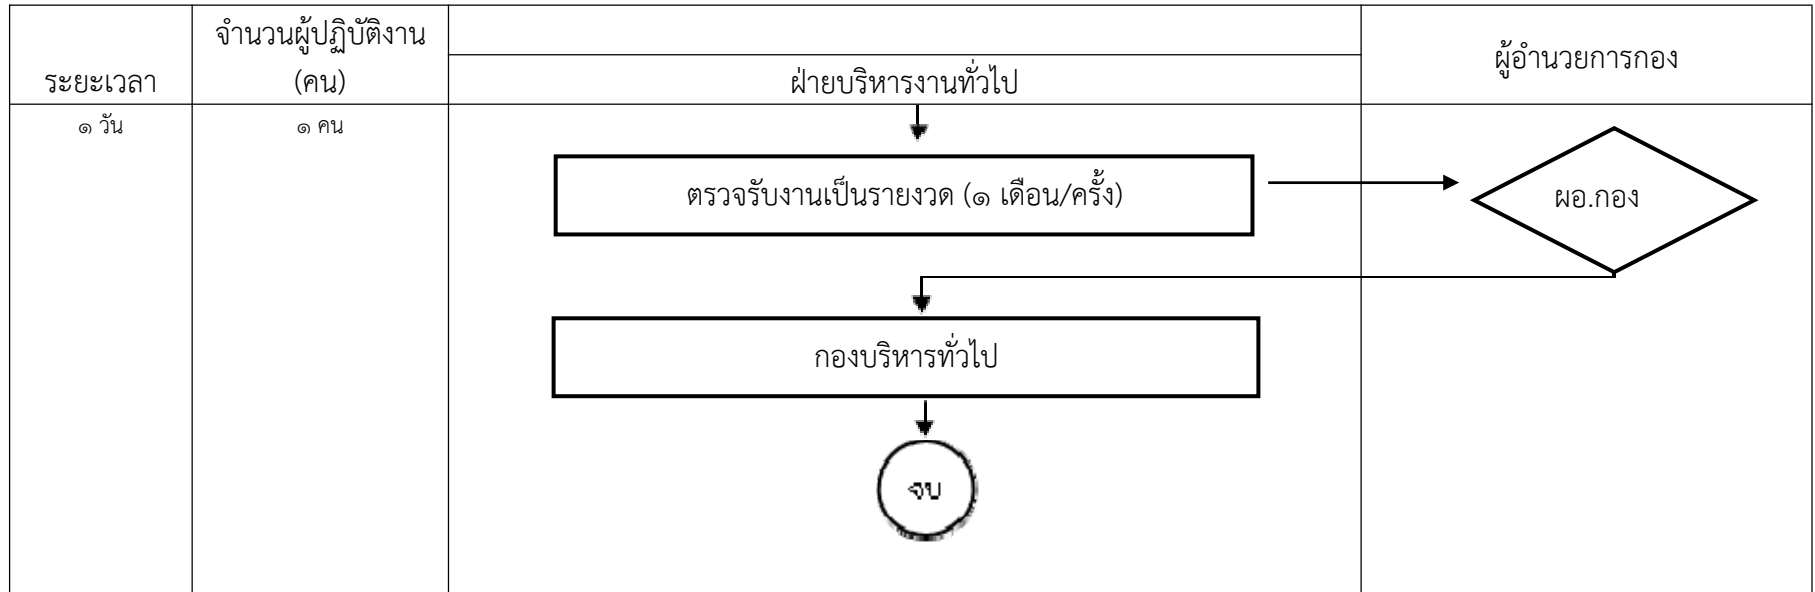 ระยะเวลา
จำนวนผู้ปฏิบัติงาน
(คน)
ฝ่ายบริหารงานทั่วไป
ผู้อำนวยการกอง
๑ วัน
๑ คน
ตรวจรับงานเป็นรายงวด (๑ เดือน/ครั้ง)
ผอ.กอง
กองบริหารทั่วไป
จบ